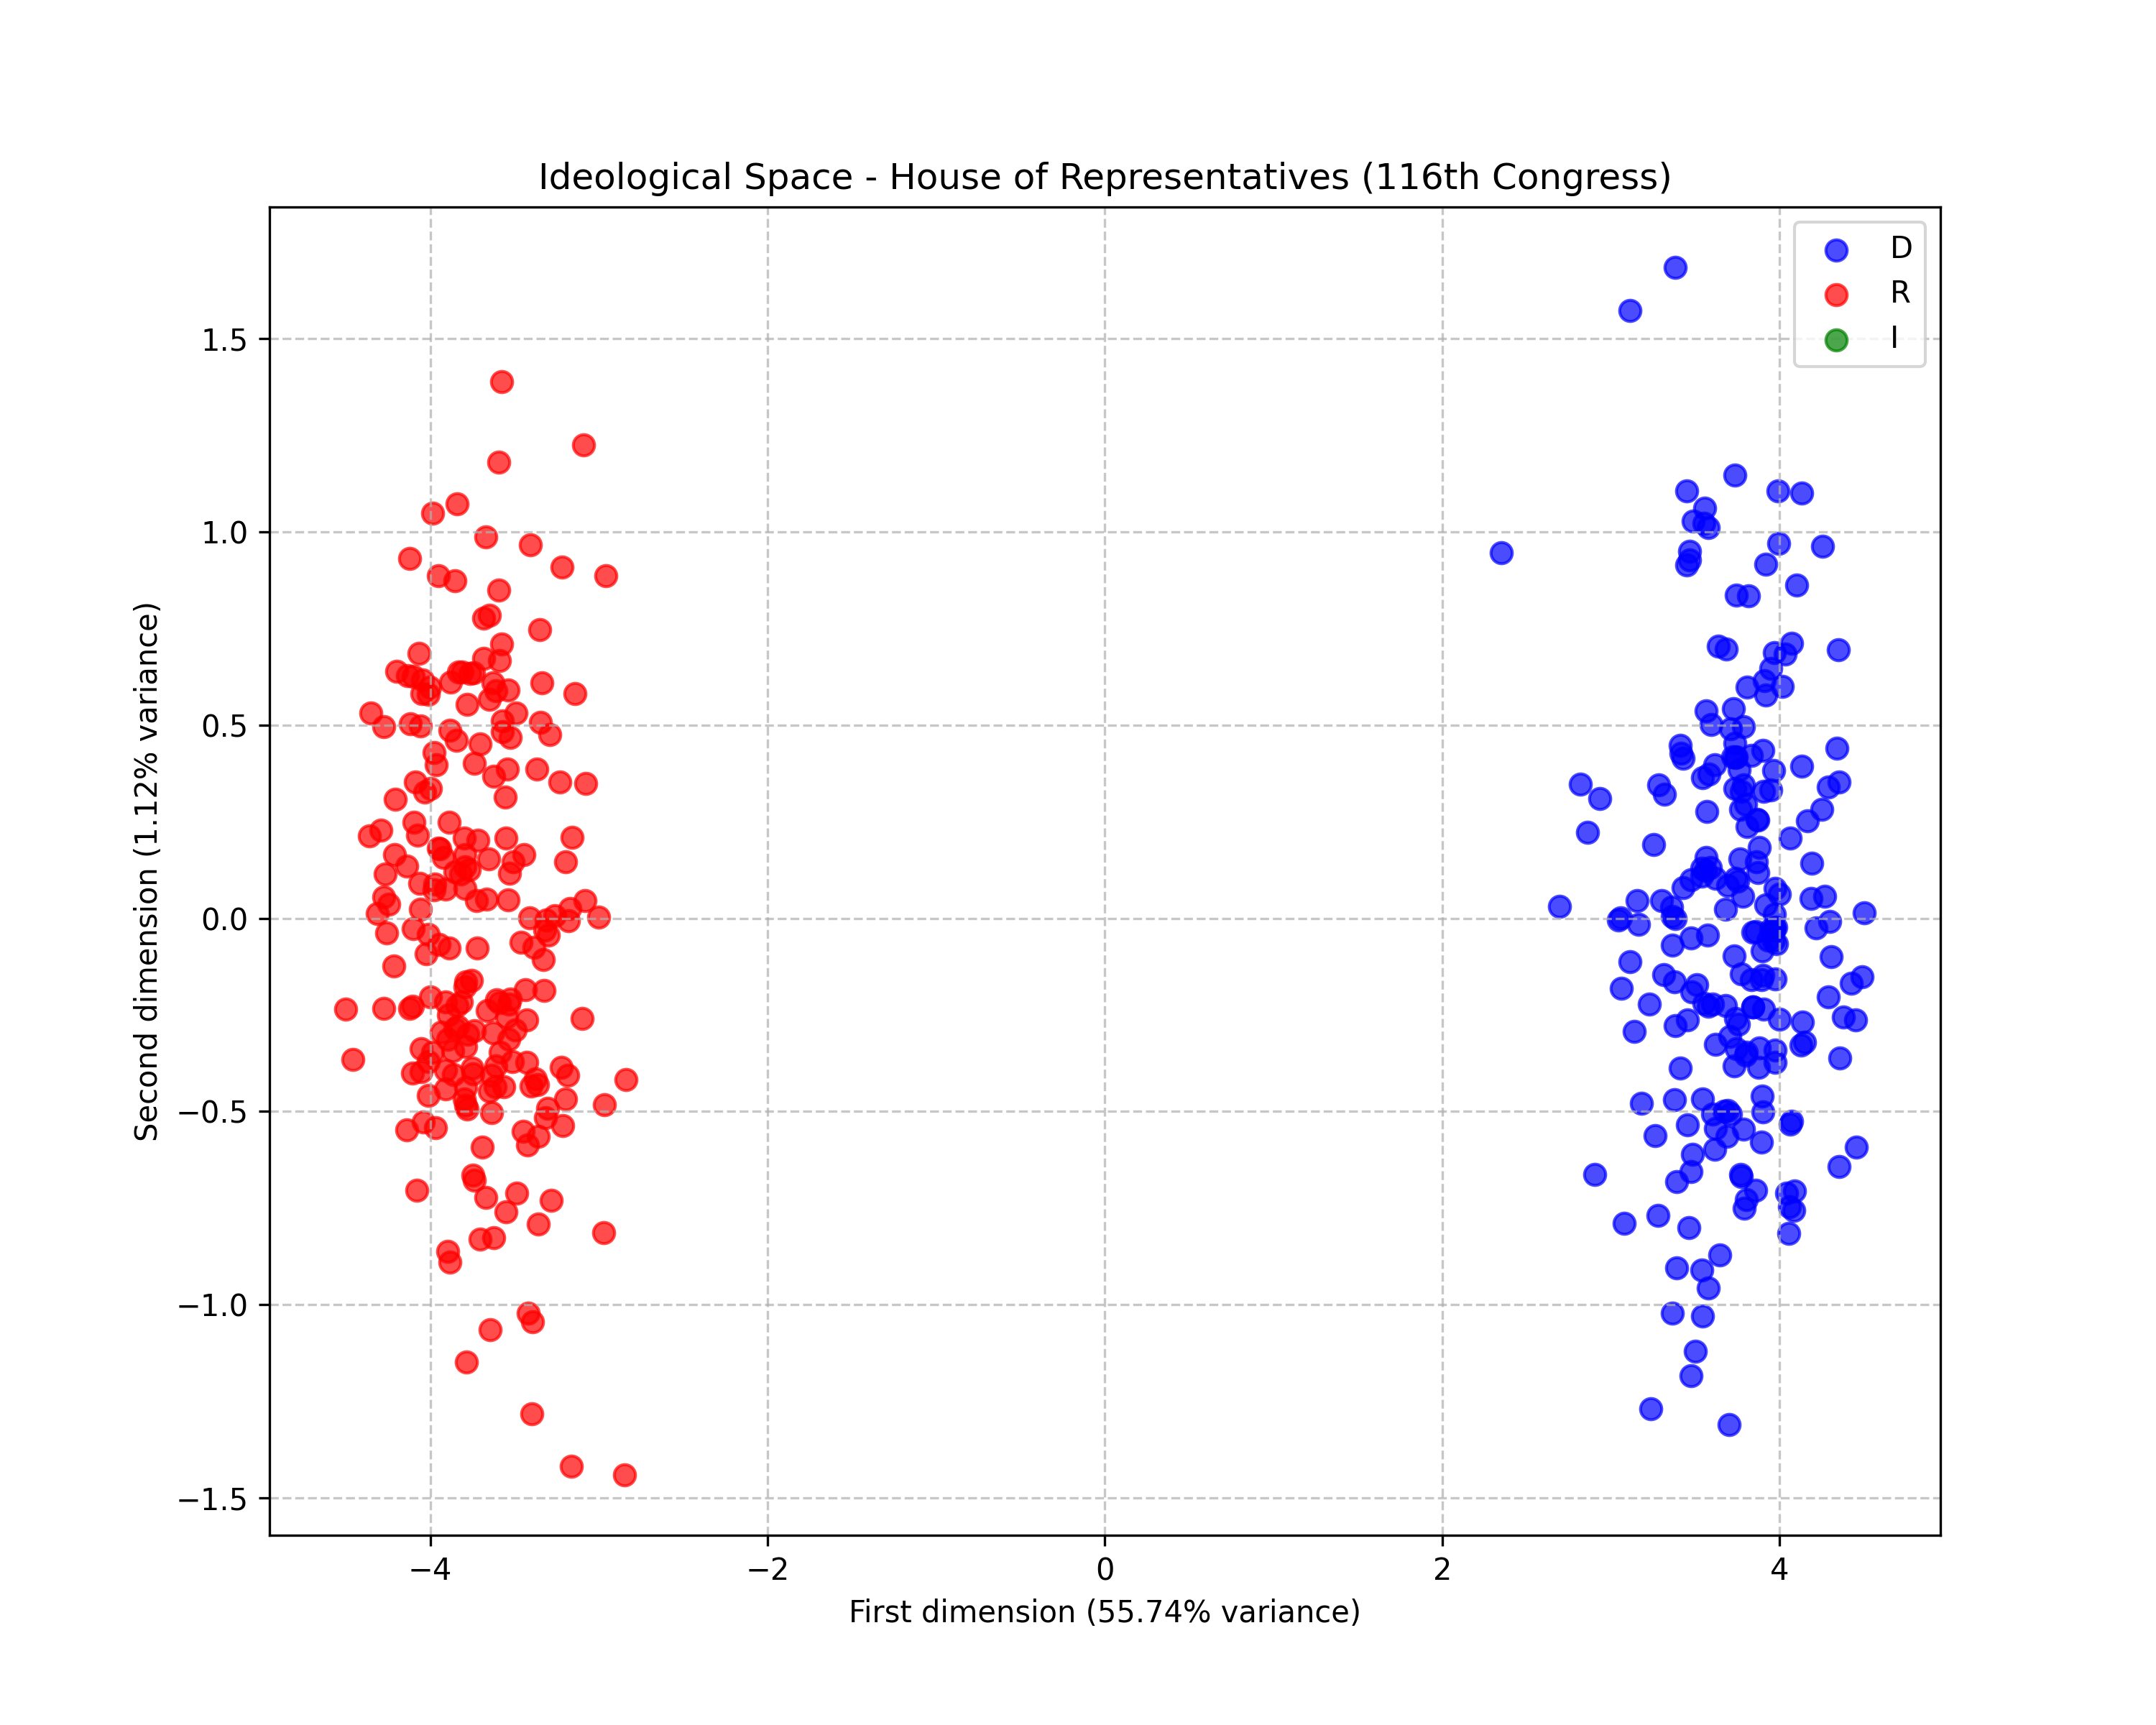 Ideological Space - House of Representatives (116th Congress)
D
R
I
1.5
1.0
0.5
0.0
−0.5
−1.0
−1.5
Second dimension (1.12% variance)
−4
−2
0
2
4
First dimension (55.74% variance)